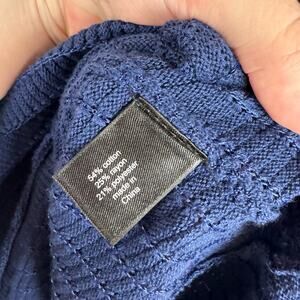 54% cotton
25% rayon
21% polyester
made in
China